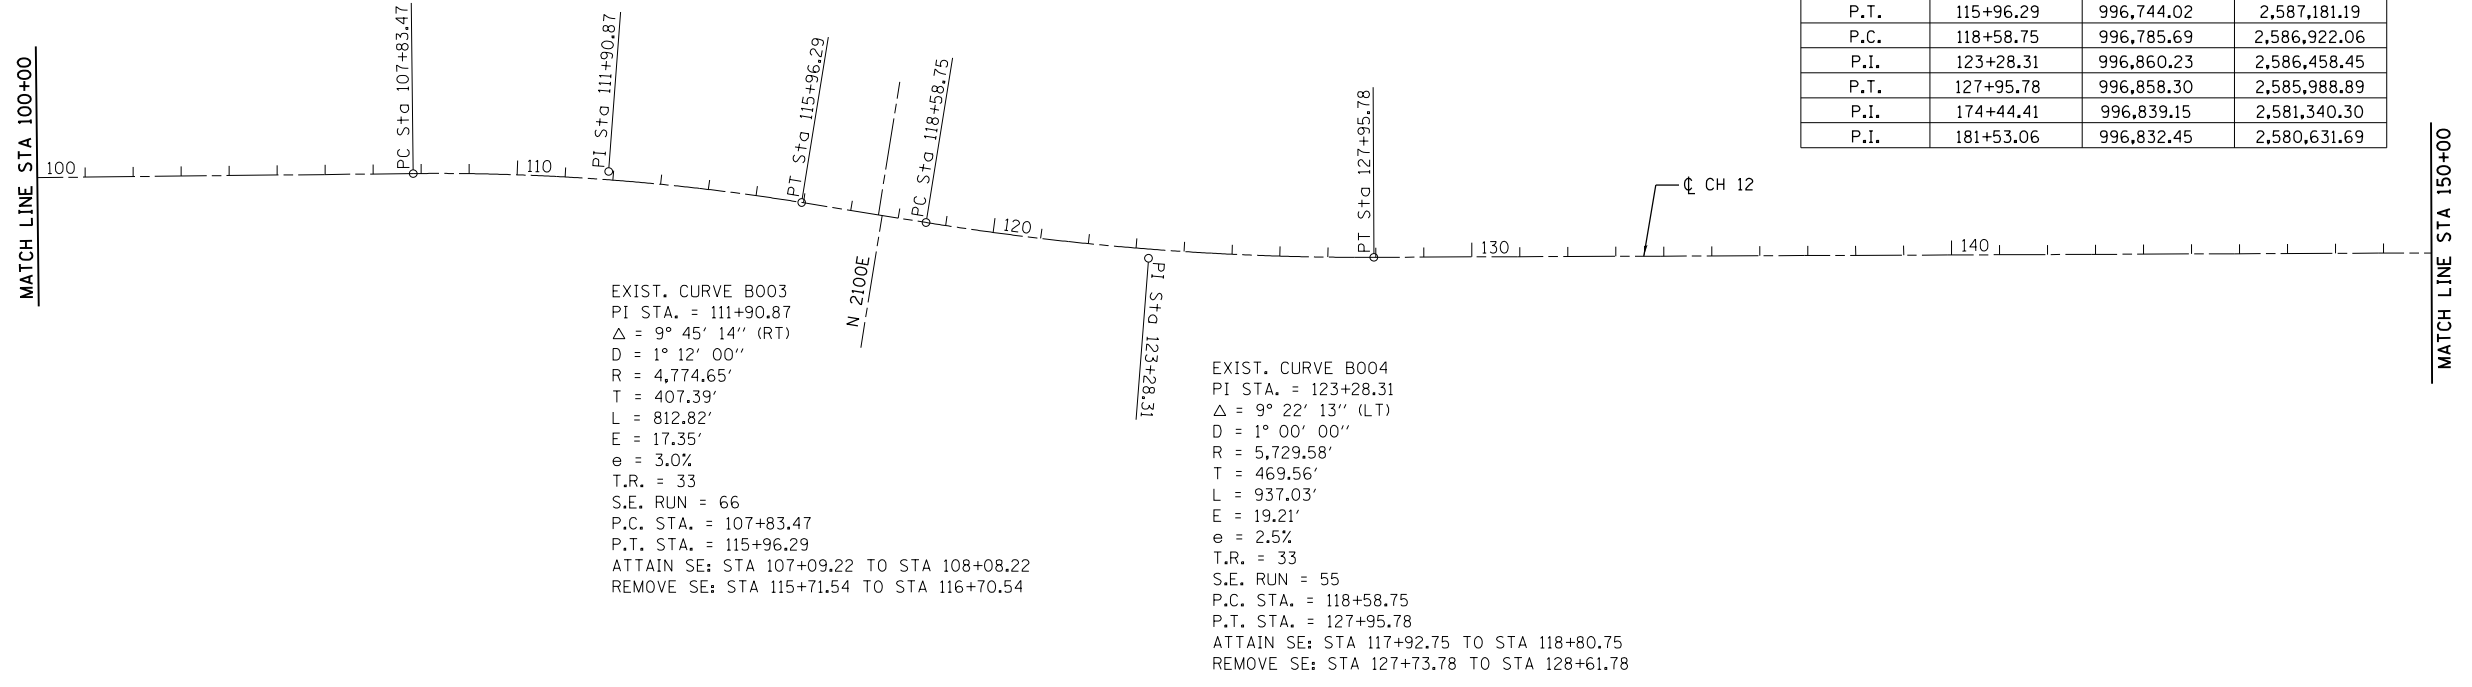 P.T. 115+96.29 996,744.02 2,587,181.19
P.C. 118+58.75 996,785.69 2,586,922.06
P.I. 123+28.31 996,860.23 2,586,458.45
P.T. 127+95.78 996,858.30 2,585,988.89
P.I. 174+44.41 996,839.15 2,581,340.30
P.I. 181+53.06 996,832.45 2,580,631.69
MATCH LINE STA 100+00
100
PC Sta 107+83.47
110
PI Sta 111+90.87
PT Sta 115+96.29
N 2100E
PC Sta 118+58.75
120
PI Sta 123+28.31
PT Sta 127+95.78
130
℄ CH 12
140
MATCH LINE STA 150+00
EXIST. CURVE B003
PI STA. = 111+90.87
△ = 9° 45' 14'' (RT)
D = 1° 12' 00''
R = 4,774.65'
T = 407.39'
L = 812.82'
E = 17.35'
e = 3.0%
T.R. = 33
S.E. RUN = 66
P.C. STA. = 107+83.47
P.T. STA. = 115+96.29
ATTAIN SE: STA 107+09.22 TO STA 108+08.22
REMOVE SE: STA 115+71.54 TO STA 116+70.54
EXIST. CURVE B004
PI STA. = 123+28.31
△ = 9° 22' 13'' (LT)
D = 1° 00' 00''
R = 5,729.58'
T = 469.56'
L = 937.03'
E = 19.21'
e = 2.5%
T.R. = 33
S.E. RUN = 55
P.C. STA. = 118+58.75
P.T. STA. = 127+95.78
ATTAIN SE: STA 117+92.75 TO STA 118+80.75
REMOVE SE: STA 127+73.78 TO STA 128+61.78